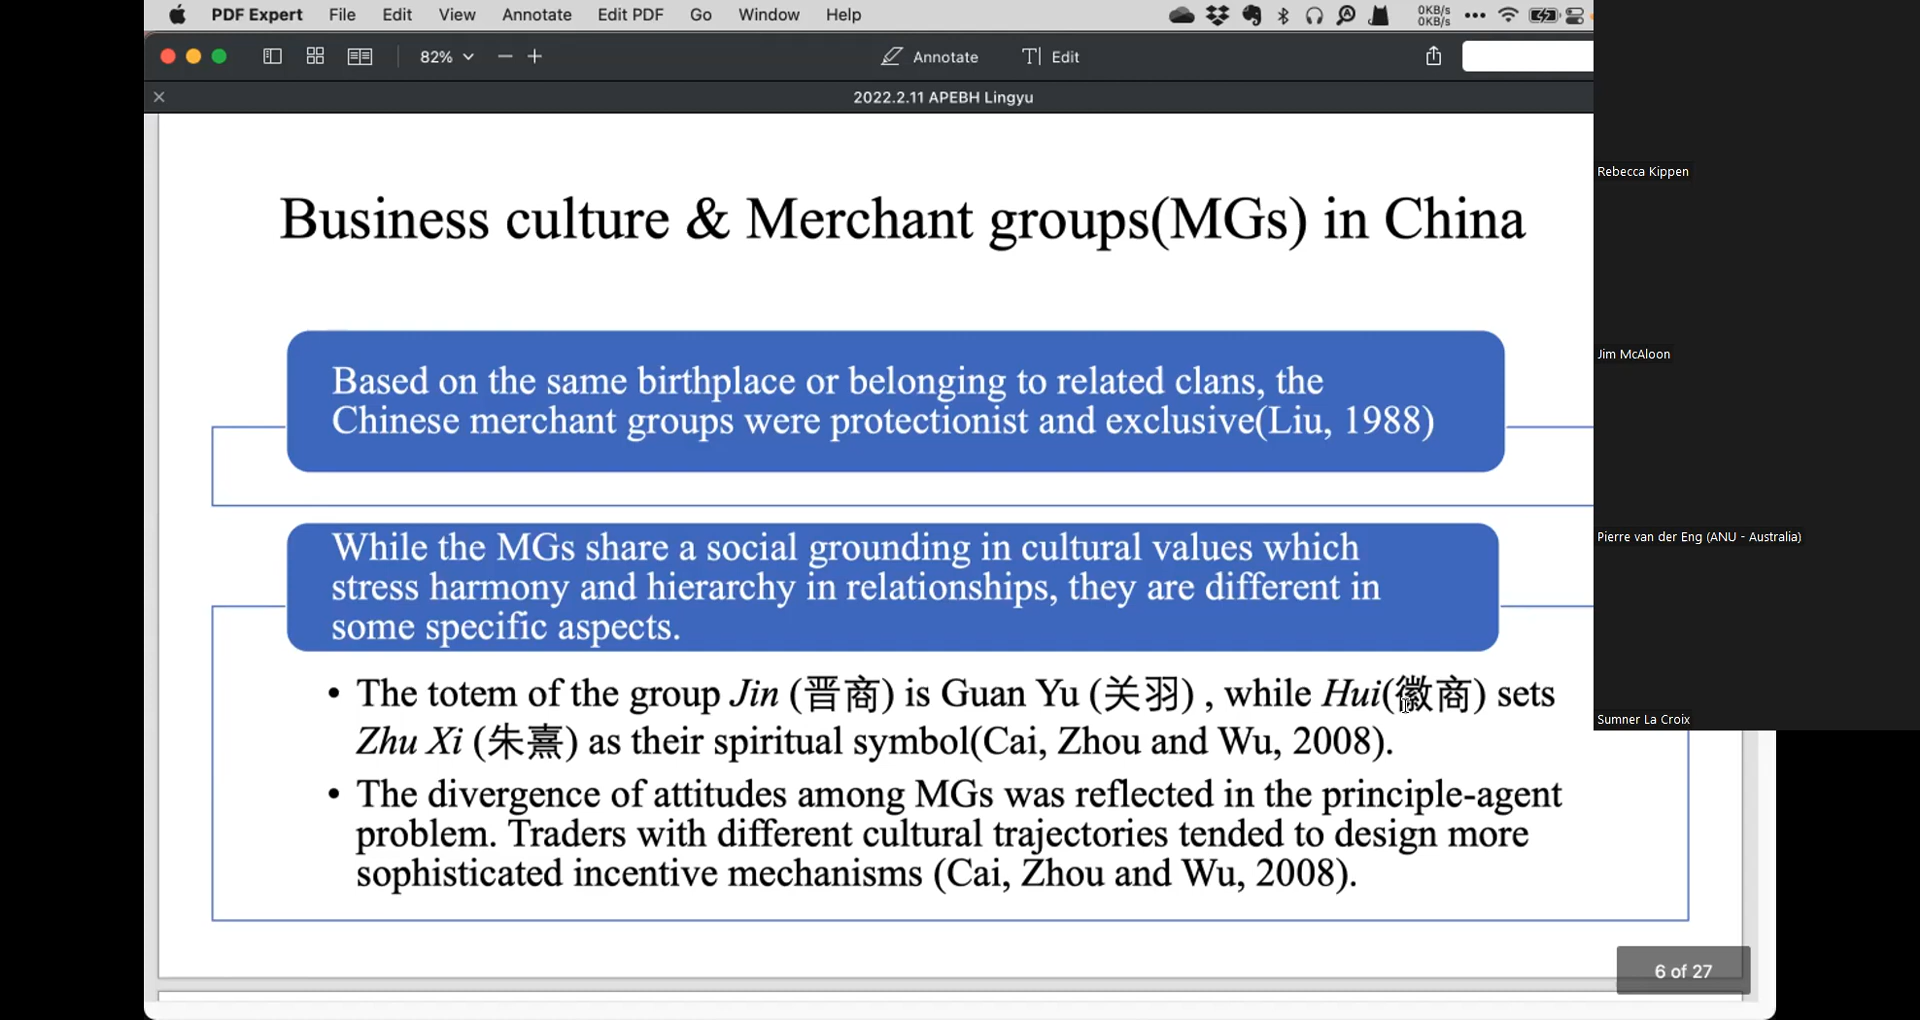 PDF Expert File Edit View Annotate Edit PDF Go Window Help
0KB/s
0KB/s
82%
Annotate
Edit
2022.2.11 APEBH Lingyu
Business culture & Merchant groups(MGs) in China
Based on the same birthplace or belonging to related clans, the
Chinese merchant groups were protectionist and exclusive(Liu, 1988)
While the MGs share a social grounding in cultural values which
stress harmony and hierarchy in relationships, they are different in
some specific aspects.
• The totem of the group Jin (晋商) is Guan Yu (关羽) , while Hui(徽商) sets
Zhu Xi (朱熹) as their spiritual symbol(Cai, Zhou and Wu, 2008).
• The divergence of attitudes among MGs was reflected in the principle-agent
problem. Traders with different cultural trajectories tended to design more
sophisticated incentive mechanisms (Cai, Zhou and Wu, 2008).
6 of 27
Rebecca Kippen
Jim McAloon
Pierre van der Eng (ANU - Australia)
Sumner La Croix